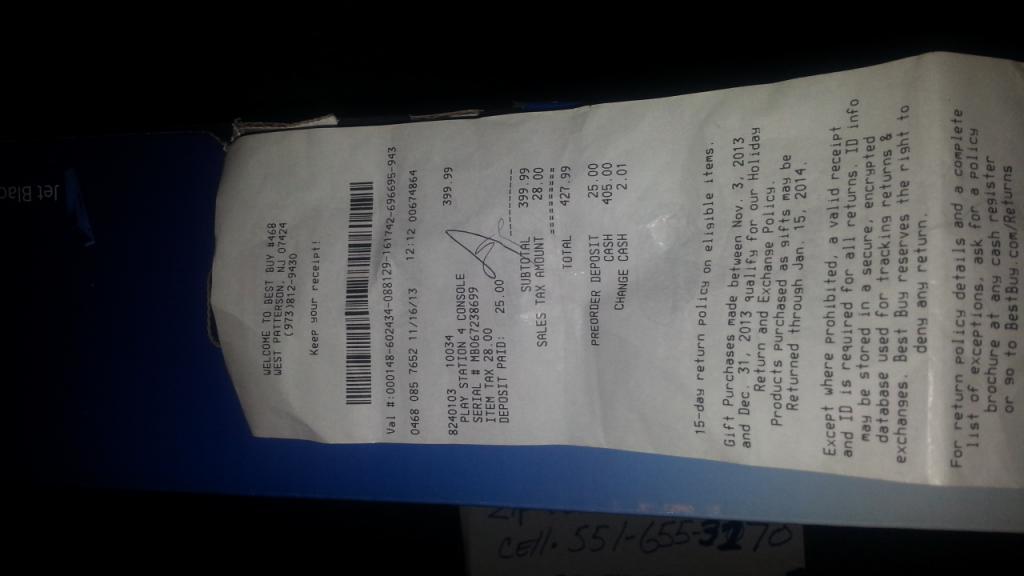 Jet Blac
WELCOME TO BEST BUY #468
WEST PATTERSON, NJ 07424
(973)812-9430
Keep your receipt!
Val #:000148-602434-088129-161742-696695-943
0468 085 7652 11/16/13 12:12 00674864
8240103 10034 399.99
PLAY STATION 4 CONSOLE
SERIAL # MB067238699
ITEM TAX 28.00
DEPOSIT PAID: 25.00
SUBTOTAL 399.99
SALES TAX AMOUNT 28.00
TOTAL 427.99
PREORDER DEPOSIT 25.00
CASH 405.00
CHANGE CASH 2.01
15-day return policy on eligible items.
Gift Purchases made between Nov. 3, 2013
and Dec. 31, 2013 qualify for our Holiday
Return and Exchange Policy.
Products Purchased as gifts may be
Returned through Jan. 15, 2014.
Except where prohibited, a valid receipt
and ID is required for all returns. ID info
may be stored in a secure, encrypted
database used for tracking returns &
exchanges. Best Buy reserves the right to
deny any return.
For return policy details and a complete
list of exceptions, ask for a policy
brochure at any cash register
or go to BestBuy.com/Returns
Cell. 551-655-3270